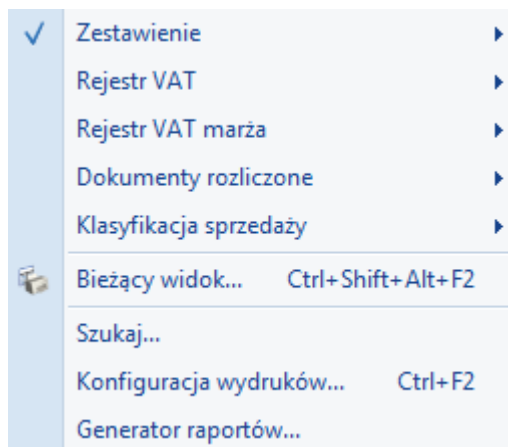 Zestawienie
Rejestr VAT
Rejestr VAT marża
Dokumenty rozliczone
Klasyfikacja sprzedaży
Bieżący widok... Ctrl+Shift+Alt+F2
Szukaj...
Konfiguracja wydruków... Ctrl+F2
Generator raportów...